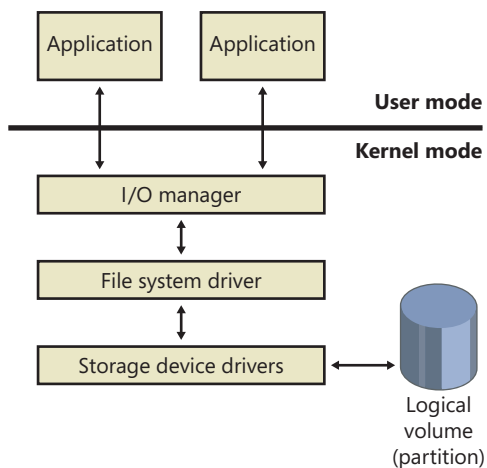 Application
Application
User mode
Kernel mode
I/O manager
File system driver
Storage device drivers
Logical
volume
(partition)